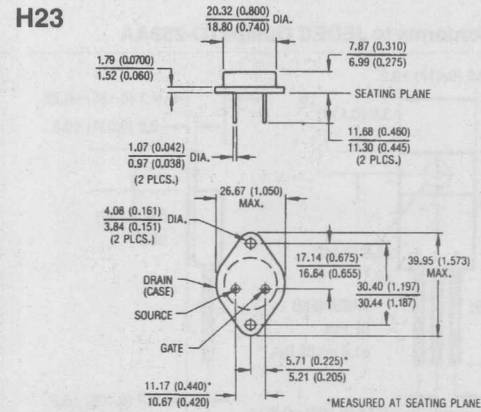 H23
20.32 (0.800)
18.80 (0.740) DIA.
1.79 (0.0700)
1.52 (0.060)
7.87 (0.310)
6.99 (0.275)
SEATING PLANE
11.68 (0.460)
11.30 (0.445)
(2 PLCS.)
1.07 (0.042)
0.97 (0.038) DIA.
(2 PLCS.)
26.67 (1.050)
MAX.
4.08 (0.161)
3.84 (0.151) DIA.
(2 PLCS.)
17.14 (0.675)*
16.64 (0.655)
39.95 (1.573)
MAX.
DRAIN
(CASE)
30.40 (1.197)
30.44 (1.187)
SOURCE
GATE
5.71 (0.225)*
5.21 (0.205)
11.17 (0.440)*
10.67 (0.420)
*MEASURED AT SEATING PLANE